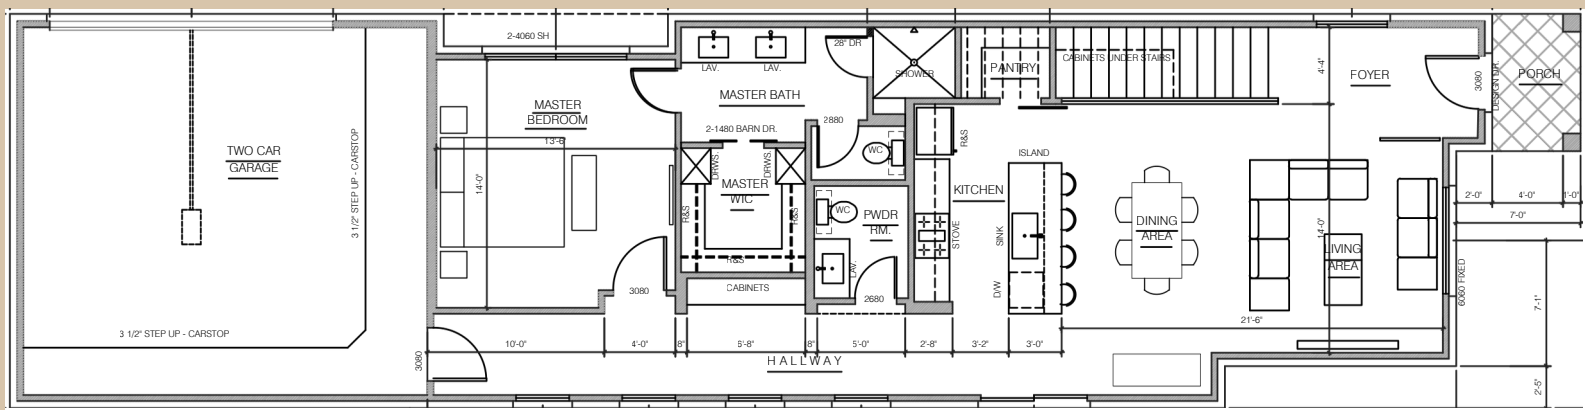 2-4060 SH
28" DR
LAV.
LAV.
SHOWER
PANTRY
CABINETS UNDER STAIRS
4'-4"
FOYER
3080
DESIGN DR.
PORCH
MASTER BATH
MASTER
BEDROOM
13'-6"
2-1480 BARN DR.
2880
R&S
TWO CAR
GARAGE
3 1/2" STEP UP - CARSTOP
14'-0"
DRWS.
DRWS.
MASTER
WIC
R&S
R&S
R&S
WC
WC
PWDR
RM.
LAV.
ISLAND
KITCHEN
STOVE
SINK
D/W
DINING
AREA
14'-0"
LIVING
AREA
2'-0"
4'-0"
1'-0"
7'-0"
6060 FIXED
7'-1"
2'-5"
3080
CABINETS
2680
21'-6"
3 1/2" STEP UP - CARSTOP
3080
10'-0"
4'-0"
8"
6'-8"
8"
5'-0"
2'-8"
3'-2"
3'-0"
HALLWAY